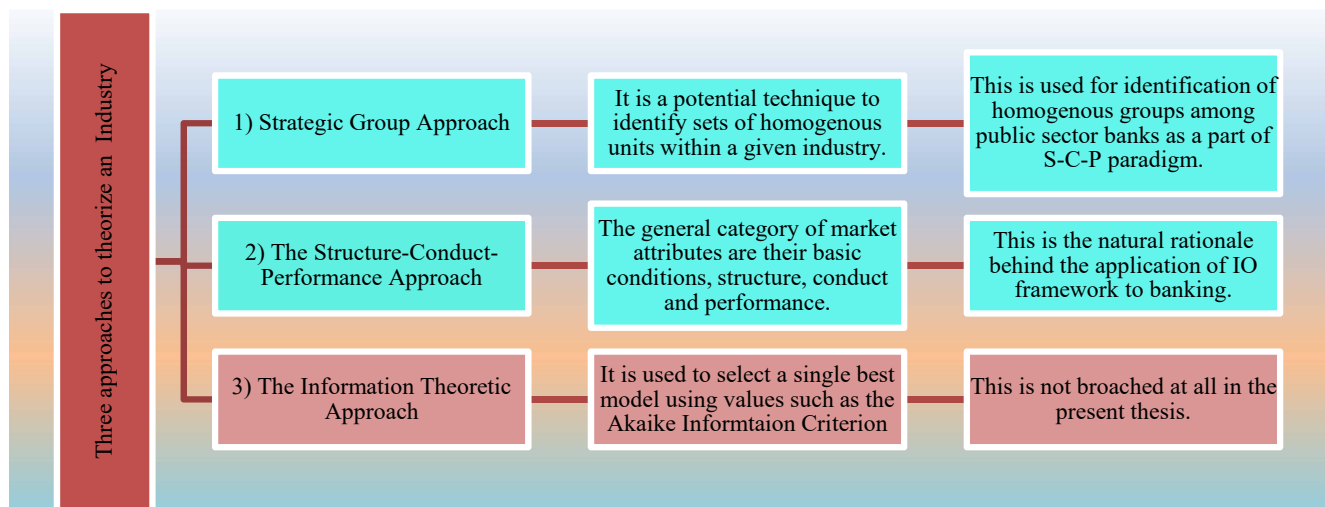 Three approaches to theorize an Industry
1) Strategic Group Approach
It is a potential technique to
identify sets of homogenous
units within a given industry.
This is used for identification of
homogenous groups among
public sector banks as a part of
S-C-P paradigm.
2) The Structure-Conduct-
Performance Approach
The general category of market
attributes are their basic
conditions, structure, conduct
and performance.
This is the natural rationale
behind the application of IO
framework to banking.
3) The Information Theoretic
Approach
It is used to select a single best
model using values such as the
Akaike Informtaion Criterion
This is not broached at all in the
present thesis.